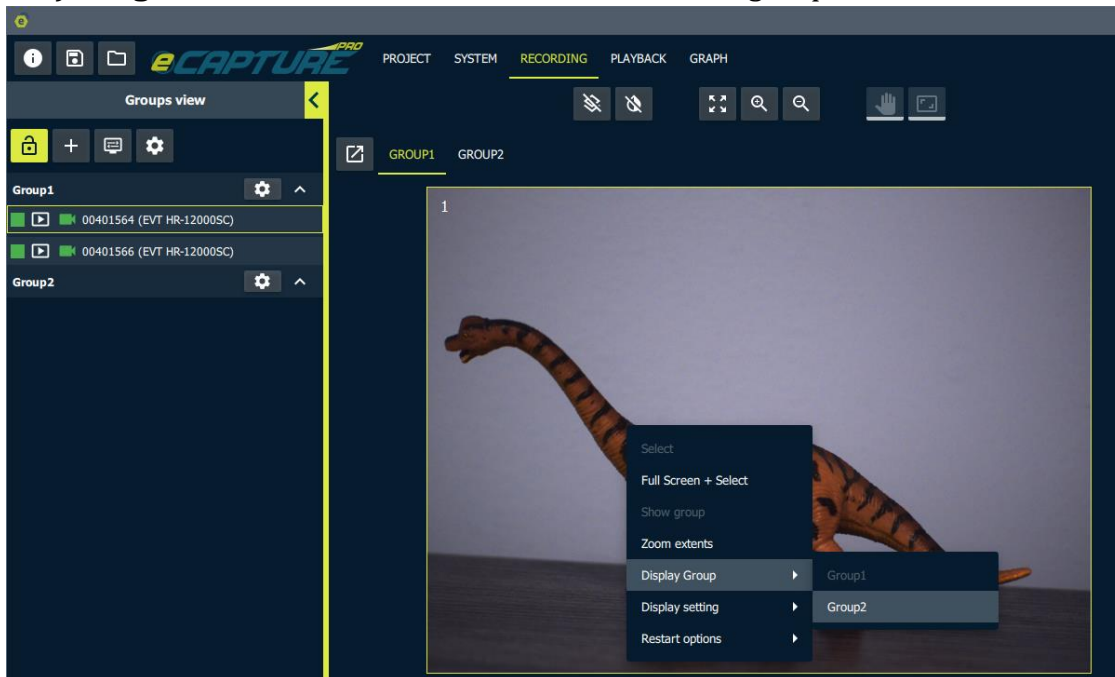 e
eCAPTURE PRO
PROJECT SYSTEM RECORDING PLAYBACK GRAPH
Groups view
GROUP1 GROUP2
Group1
00401564 (EVT HR-12000SC)
00401566 (EVT HR-12000SC)
Group2
1
Select
Full Screen + Select
Show group
Zoom extents
Display Group
Group1
Display setting
Group2
Restart options